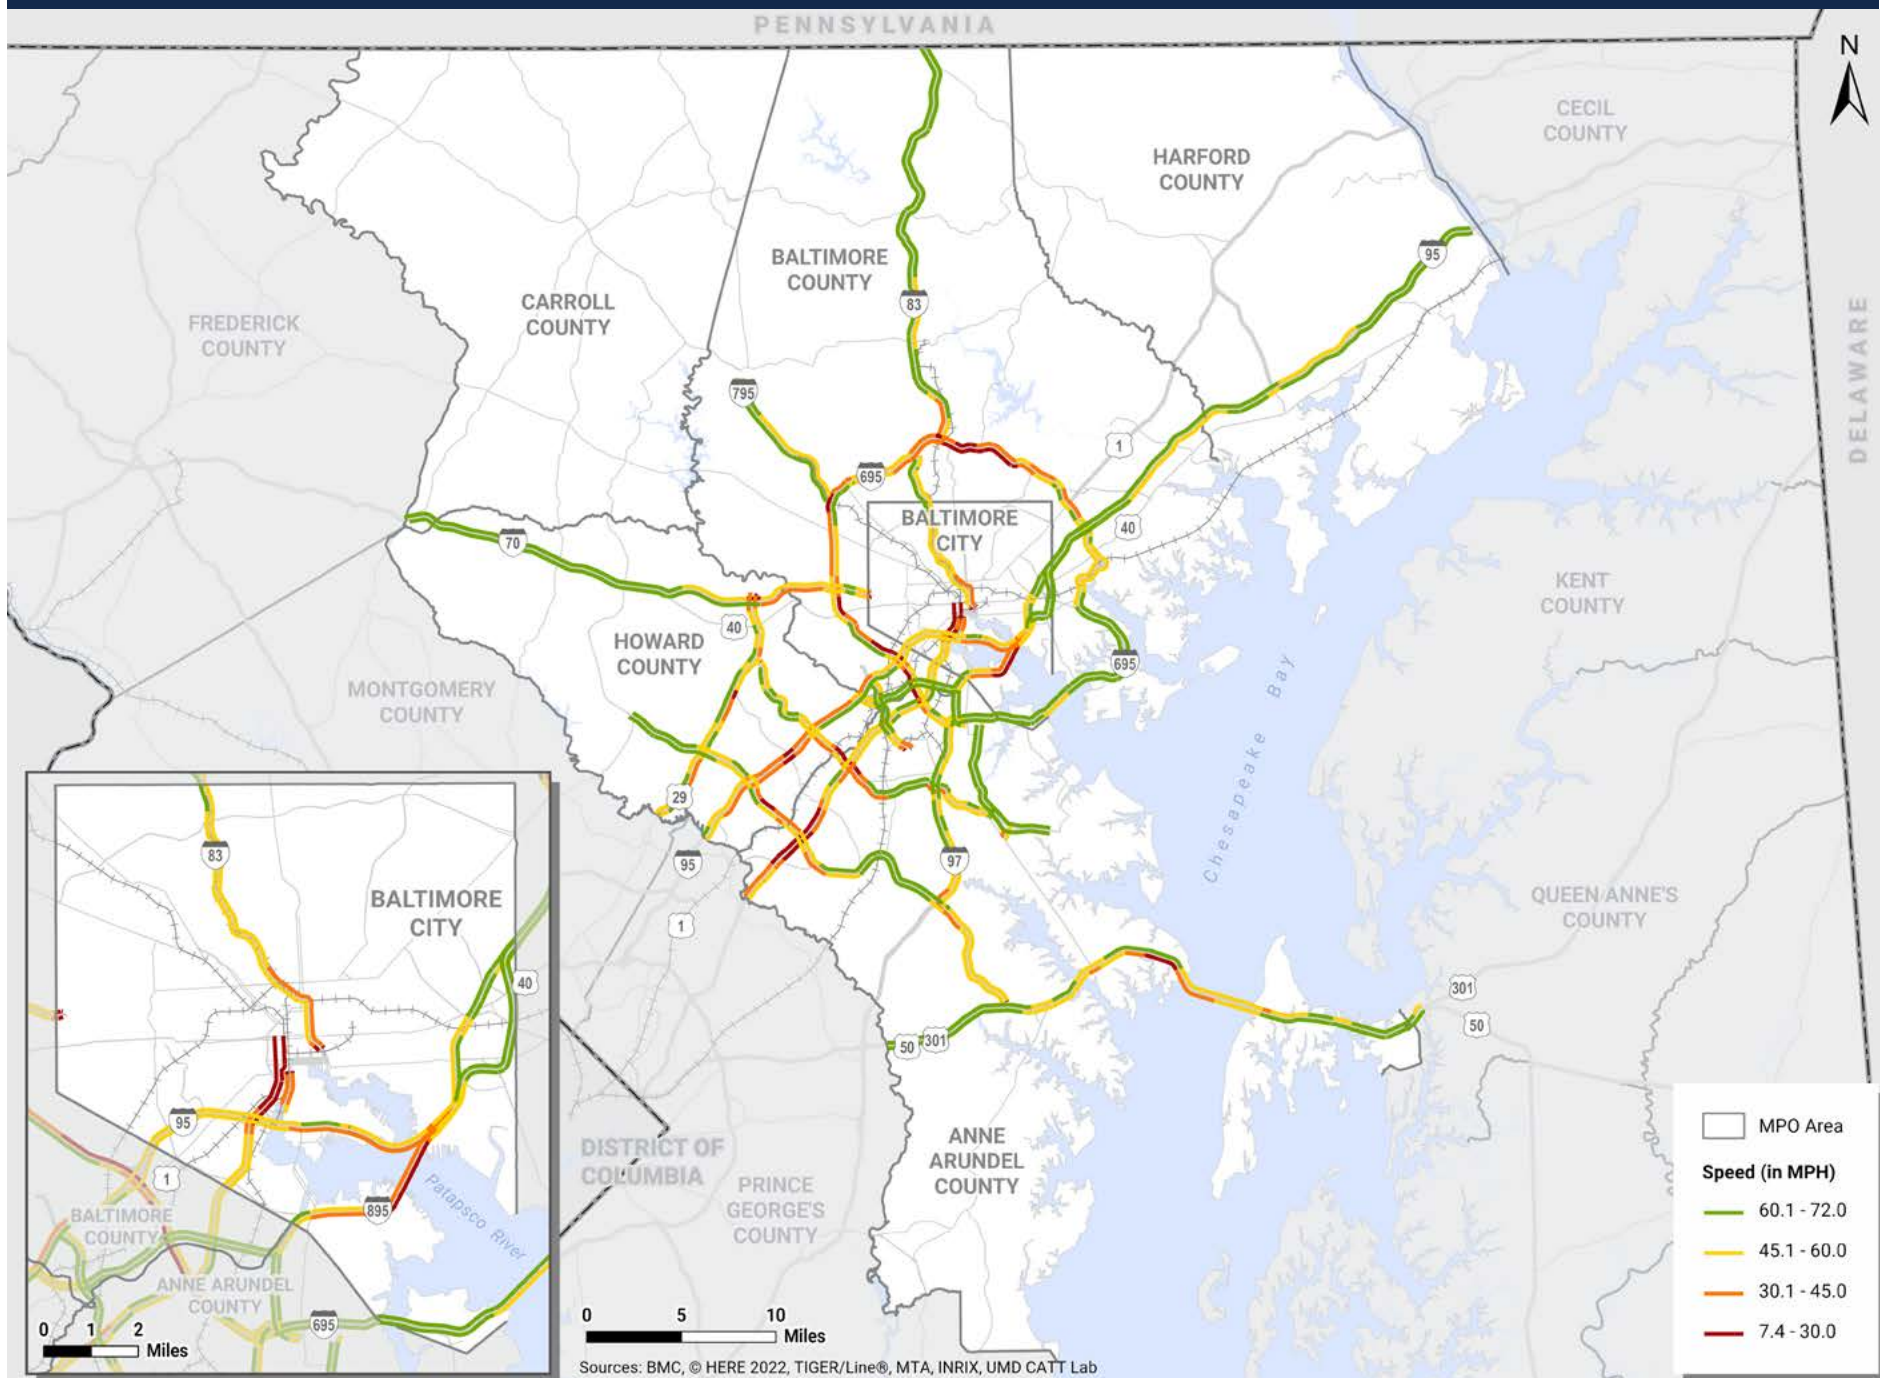 PENNSYLVANIA
N
CECIL
COUNTY
HARFORD
COUNTY
95
BALTIMORE
COUNTY
83
CARROLL
COUNTY
FREDERICK
COUNTY
DELAWARE
795
1
695
BALTIMORE
CITY
40
70
KENT
COUNTY
40
HOWARD
COUNTY
695
MONTGOMERY
COUNTY
Chesapeake Bay
29
95
97
1
QUEEN ANNE'S
COUNTY
301
50
50
301
DISTRICT OF
COLUMBIA
PRINCE
GEORGE'S
COUNTY
ANNE
ARUNDEL
COUNTY
83
BALTIMORE
CITY
40
95
1
895
Patapsco River
BALTIMORE
COUNTY
ANNE ARUNDEL
COUNTY
695
0 1 2
Miles
0 5 10
Miles
Sources: BMC, © HERE 2022, TIGER/Line®, MTA, INRIX, UMD CATT Lab
MPO Area
Speed (in MPH)
60.1 - 72.0
45.1 - 60.0
30.1 - 45.0
7.4 - 30.0